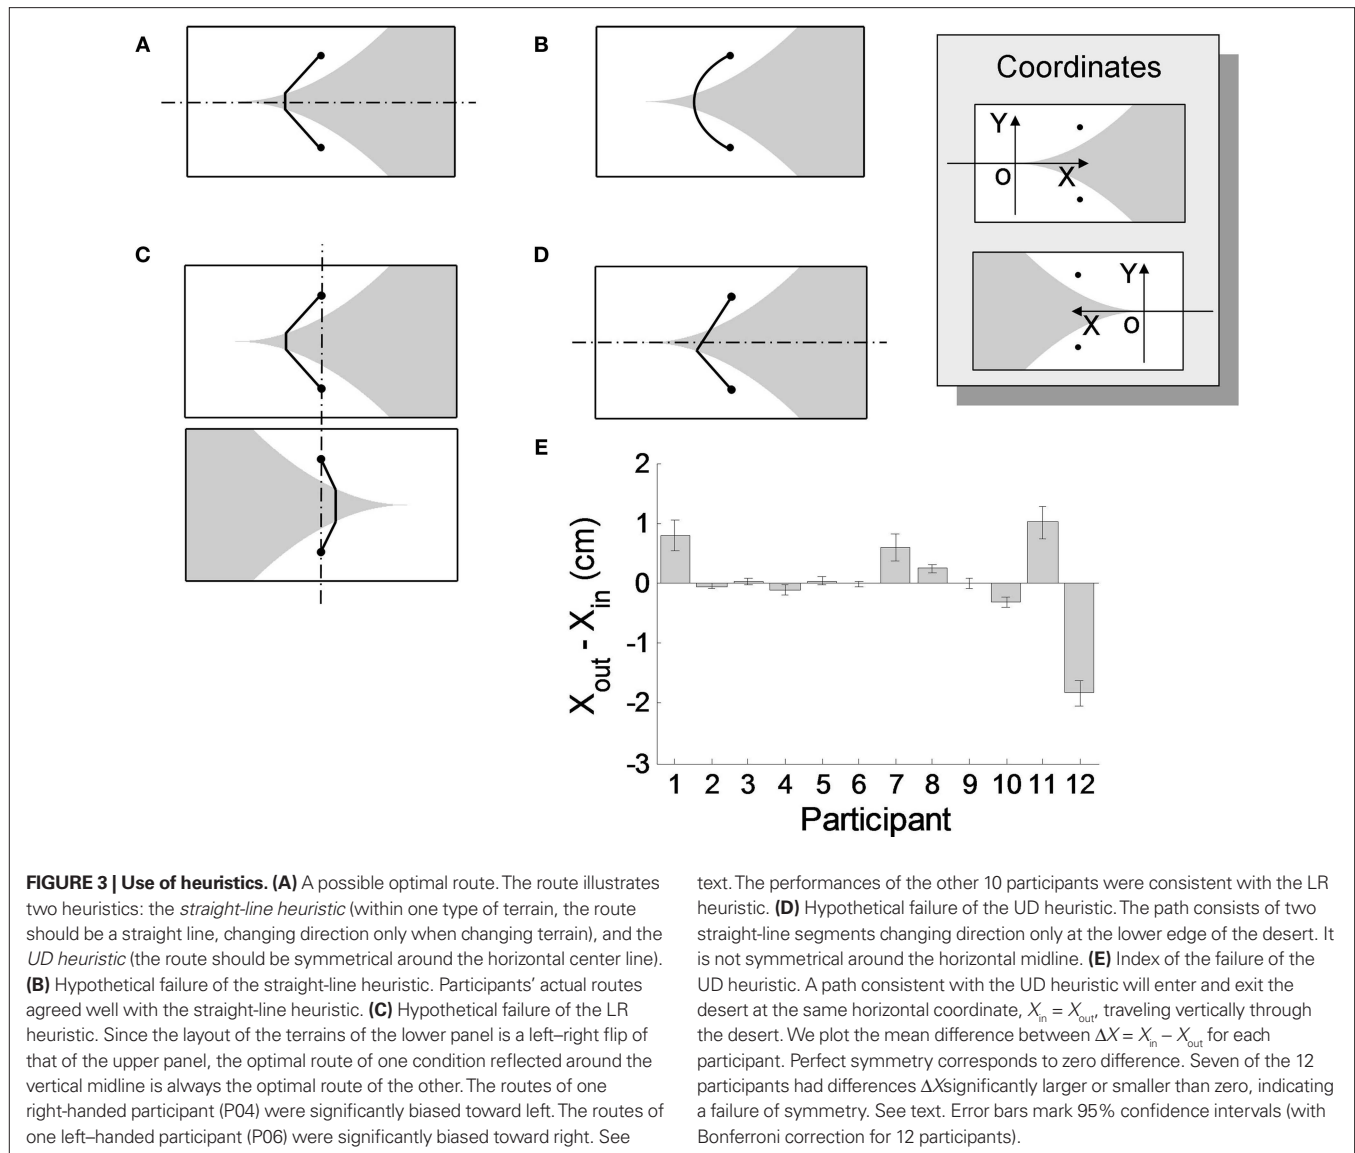 A
B
Coordinates
Y
O
X
Y
X
O
C
D
E
2
1
0
-1
-2
-3
X_out - X_in (cm)
1 2 3 4 5 6 7 8 9 10 11 12
Participant
FIGURE 3 | Use of heuristics. (A) A possible optimal route. The route illustrates
two heuristics: the straight-line heuristic (within one type of terrain, the route
should be a straight line, changing direction only when changing terrain), and the
UD heuristic (the route should be symmetrical around the horizontal center line).
(B) Hypothetical failure of the straight-line heuristic. Participants' actual routes
agreed well with the straight-line heuristic. (C) Hypothetical failure of the LR
heuristic. Since the layout of the terrains of the lower panel is a left–right flip of
that of the upper panel, the optimal route of one condition reflected around the
vertical midline is always the optimal route of the other. The routes of one
right-handed participant (P04) were significantly biased toward left. The routes of
one left–handed participant (P06) were significantly biased toward right. See
text. The performances of the other 10 participants were consistent with the LR
heuristic. (D) Hypothetical failure of the UD heuristic. The path consists of two
straight-line segments changing direction only at the lower edge of the desert. It
is not symmetrical around the horizontal midline. (E) Index of the failure of the
UD heuristic. A path consistent with the UD heuristic will enter and exit the
desert at the same horizontal coordinate, X_in = X_out, traveling vertically through
the desert. We plot the mean difference between ΔX = X_in − X_out for each
participant. Perfect symmetry corresponds to zero difference. Seven of the 12
participants had differences ΔXsignificantly larger or smaller than zero, indicating
a failure of symmetry. See text. Error bars mark 95% confidence intervals (with
Bonferroni correction for 12 participants).